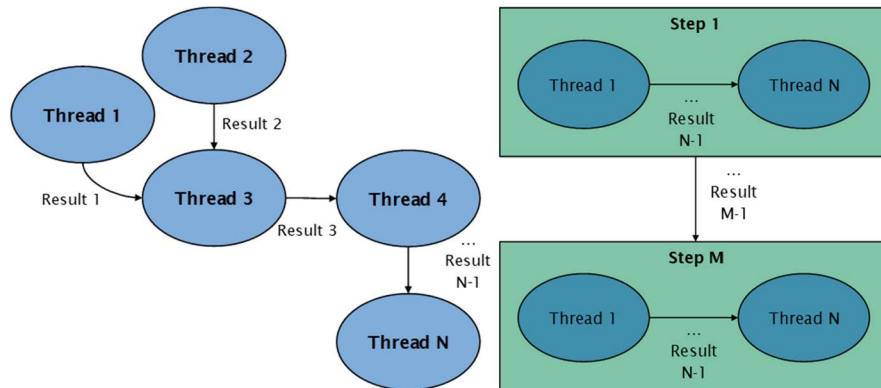 Thread 2
Thread 1
Result 2
Result 1
Thread 3
Result 3
Thread 4
...
Result
N-1
Thread N
Step 1
Thread 1
Thread N
...
Result
N-1
...
Result
M-1
Step M
Thread 1
Thread N
...
Result
N-1